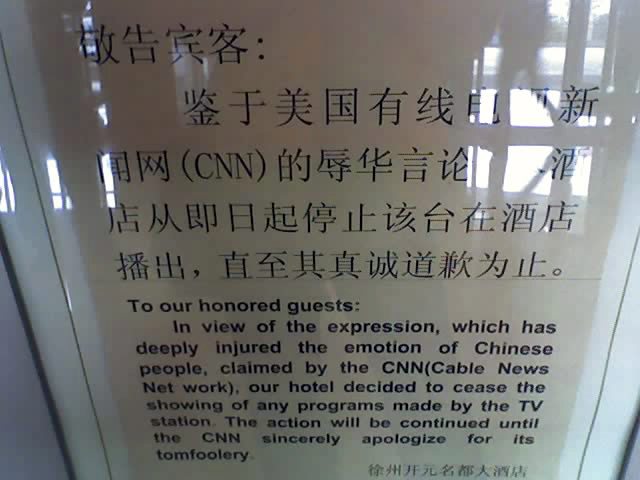 敬告宾客:
鉴于美国有线电视新
闻网(CNN)的辱华言论 酒
店从即日起停止该台在酒店
播出，直至其真诚道歉为止。
To our honored guests:
In view of the expression, which has
deeply injured the emotion of Chinese
people, claimed by the CNN(Cable News
Net work), our hotel decided to cease the
showing of any programs made by the TV
station. The action will be continued until
the CNN sincerely apologize for its
tomfoolery.
徐州开元名都大酒店